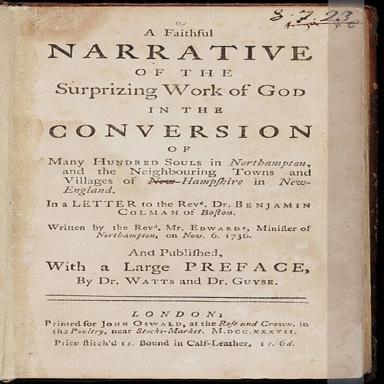 8.7.23
A Faithful
NARRATIVE
OF THE
Surprizing Work of GOD
IN THE
CONVERSION
OF
Many HUNDRED SOULS in Northampton,
and the Neighbouring Towns and
Villages of New-Hampshire in New-
England.
In a LETTER to the Revd. Dr. BENJAMIN
COLMAN of Boston.
Written by the Revd. Mr. EDWARDS, Minister of
Northampton, on Nov. 6. 1736.
And Published,
With a Large PREFACE,
By Dr. WATTS and Dr. GUYSE.
LONDON;
Printed for JOHN OSWALD, at the Rose and Crown, in
the Poultry, near Stocks-Market. M.DCC.XXXVII.
Price stitch'd 1s. Bound in Calf-Leather, 1s. 6d.